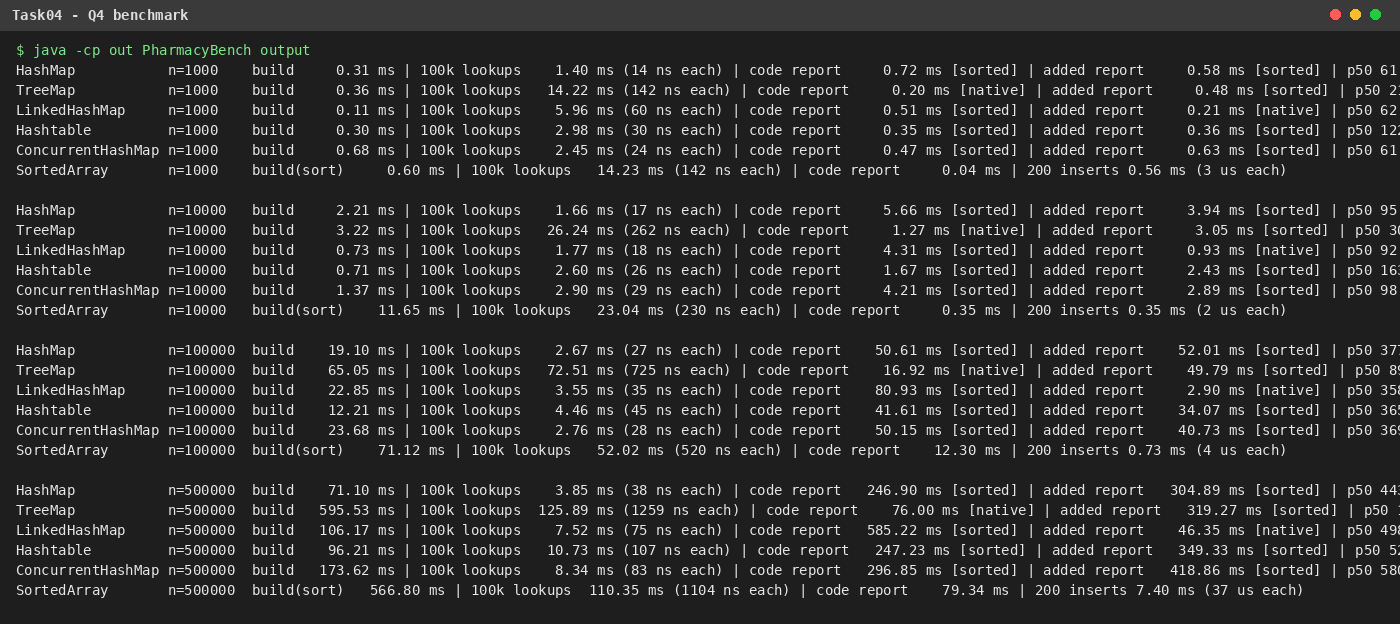 Task04 - Q4 benchmark
$ java -cp out PharmacyBench output
HashMap           n=1000    build     0.31 ms | 100k lookups    1.40 ms (14 ns each) | code report     0.72 ms [sorted] | added report     0.58 ms [sorted] | p50 61
TreeMap           n=1000    build     0.36 ms | 100k lookups   14.22 ms (142 ns each) | code report     0.20 ms [native] | added report     0.48 ms [sorted] | p50 2
LinkedHashMap     n=1000    build     0.11 ms | 100k lookups    5.96 ms (60 ns each) | code report     0.51 ms [sorted] | added report     0.21 ms [native] | p50 62
Hashtable         n=1000    build     0.30 ms | 100k lookups    2.98 ms (30 ns each) | code report     0.35 ms [sorted] | added report     0.36 ms [sorted] | p50 122
ConcurrentHashMap n=1000    build     0.68 ms | 100k lookups    2.45 ms (24 ns each) | code report     0.47 ms [sorted] | added report     0.63 ms [sorted] | p50 61
SortedArray       n=1000    build(sort)     0.60 ms | 100k lookups   14.23 ms (142 ns each) | code report     0.04 ms | 200 inserts 0.56 ms (3 us each)
HashMap           n=10000   build     2.21 ms | 100k lookups    1.66 ms (17 ns each) | code report     5.66 ms [sorted] | added report     3.94 ms [sorted] | p50 95
TreeMap           n=10000   build     3.22 ms | 100k lookups   26.24 ms (262 ns each) | code report     1.27 ms [native] | added report     3.05 ms [sorted] | p50 30
LinkedHashMap     n=10000   build     0.73 ms | 100k lookups    1.77 ms (18 ns each) | code report     4.31 ms [sorted] | added report     0.93 ms [native] | p50 92
Hashtable         n=10000   build     0.71 ms | 100k lookups    2.60 ms (26 ns each) | code report     1.67 ms [sorted] | added report     2.43 ms [sorted] | p50 163
ConcurrentHashMap n=10000   build     1.37 ms | 100k lookups    2.90 ms (29 ns each) | code report     4.21 ms [sorted] | added report     2.89 ms [sorted] | p50 98
SortedArray       n=10000   build(sort)    11.65 ms | 100k lookups   23.04 ms (230 ns each) | code report     0.35 ms | 200 inserts 0.35 ms (2 us each)
HashMap           n=100000  build    19.10 ms | 100k lookups    2.67 ms (27 ns each) | code report    50.61 ms [sorted] | added report    52.01 ms [sorted] | p50 377
TreeMap           n=100000  build    65.05 ms | 100k lookups   72.51 ms (725 ns each) | code report    16.92 ms [native] | added report    49.79 ms [sorted] | p50 89
LinkedHashMap     n=100000  build    22.85 ms | 100k lookups    3.55 ms (35 ns each) | code report    80.93 ms [sorted] | added report     2.90 ms [native] | p50 358
Hashtable         n=100000  build    12.21 ms | 100k lookups    4.46 ms (45 ns each) | code report    41.61 ms [sorted] | added report    34.07 ms [sorted] | p50 365
ConcurrentHashMap n=100000  build    23.68 ms | 100k lookups    2.76 ms (28 ns each) | code report    50.15 ms [sorted] | added report    40.73 ms [sorted] | p50 369
SortedArray       n=100000  build(sort)    71.12 ms | 100k lookups   52.02 ms (520 ns each) | code report    12.30 ms | 200 inserts 0.73 ms (4 us each)
HashMap           n=500000  build    71.10 ms | 100k lookups    3.85 ms (38 ns each) | code report   246.90 ms [sorted] | added report   304.89 ms [sorted] | p50 443
TreeMap           n=500000  build   595.53 ms | 100k lookups  125.89 ms (1259 ns each) | code report    76.00 ms [native] | added report   319.27 ms [sorted] | p50
LinkedHashMap     n=500000  build   106.17 ms | 100k lookups    7.52 ms (75 ns each) | code report   585.22 ms [sorted] | added report    46.35 ms [native] | p50 498
Hashtable         n=500000  build    96.21 ms | 100k lookups   10.73 ms (107 ns each) | code report   247.23 ms [sorted] | added report   349.33 ms [sorted] | p50 52
ConcurrentHashMap n=500000  build   173.62 ms | 100k lookups    8.34 ms (83 ns each) | code report   296.85 ms [sorted] | added report   418.86 ms [sorted] | p50 580
SortedArray       n=500000  build(sort)   566.80 ms | 100k lookups  110.35 ms (1104 ns each) | code report    79.34 ms | 200 inserts 7.40 ms (37 us each)